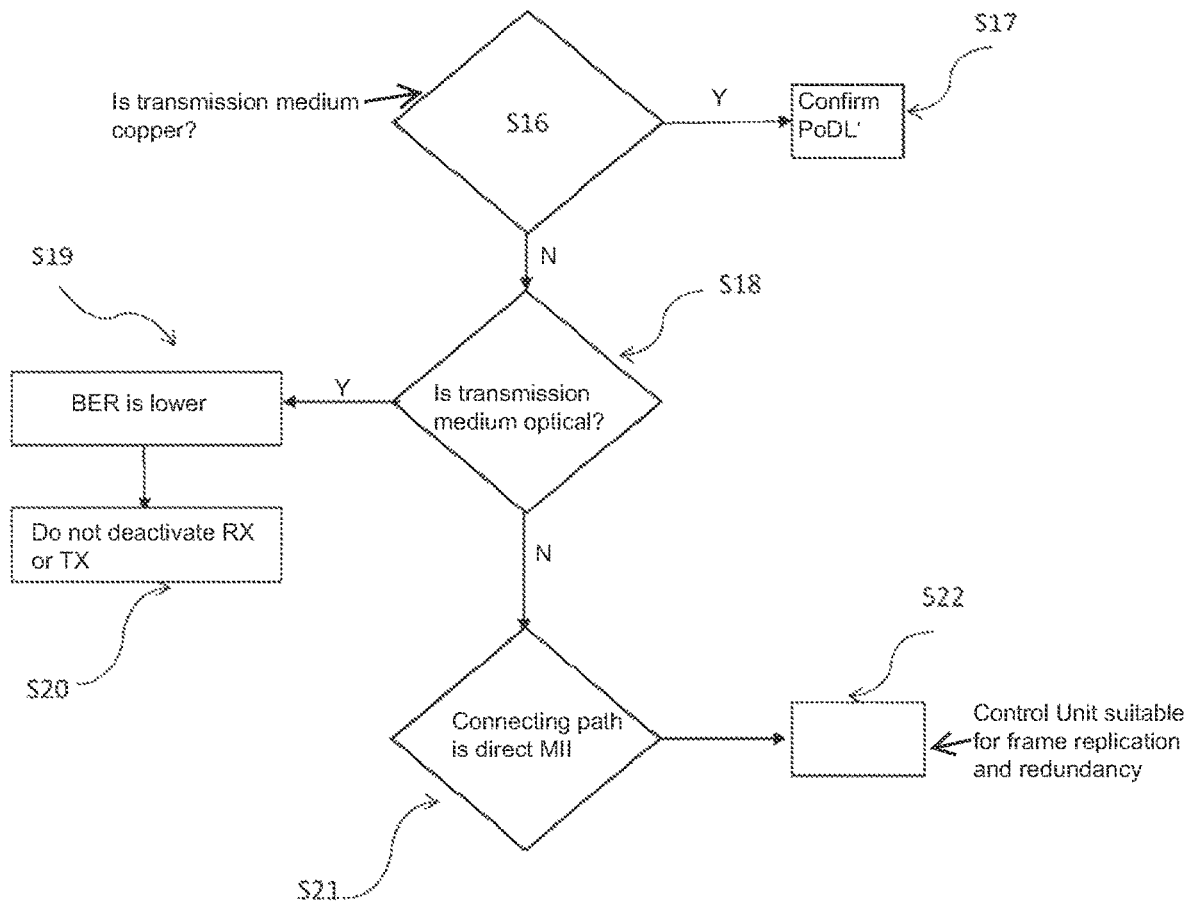 S17
Is transmission medium
copper?
S16
Y
Confirm
PoDL'
N
S19
S18
BER is lower
Y
Is transmission
medium optical?
Do not deactivate RX
or TX
N
S20
S22
Connecting path
is direct MII
Control Unit suitable
for frame replication
and redundancy
S21